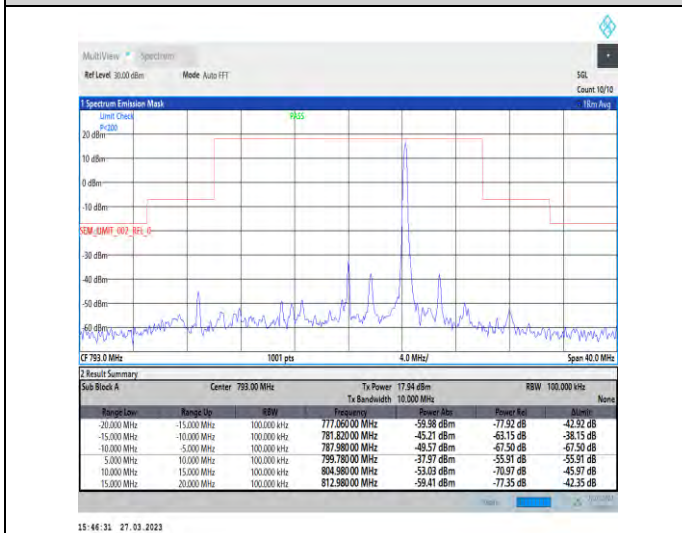 MultiView Spectrum
Ref Level 30.00 dBm Mode Auto FFT SGL
Count 10/10
1 Spectrum Emission Mask 1Rm Avg
Limit Check PASS
P<200
20 dBm
10 dBm
0 dBm
-10 dBm
-30 dBm
-40 dBm
-50 dBm
-60 dBm
CF 793.0 MHz 1001 pts 4.0 MHz/ Span 40.0 MHz
2 Result Summary
Sub Block A Center 793.00 MHz Tx Power 17.94 dBm RBW 100.000 kHz
Tx Bandwidth 10.000 MHz None
Range Low Range Up RBW Frequency Power Abs Power Rel ΔLimit
-20.000 MHz -15.000 MHz 100.000 kHz 777.06000 MHz -59.98 dBm -77.92 dB -42.92 dB
-15.000 MHz -10.000 MHz 100.000 kHz 781.82000 MHz -45.21 dBm -63.15 dB -38.15 dB
-10.000 MHz -5.000 MHz 100.000 kHz 787.98000 MHz -49.57 dBm -67.50 dB -67.50 dB
5.000 MHz 10.000 MHz 100.000 kHz 799.78000 MHz -37.97 dBm -55.91 dB -55.91 dB
10.000 MHz 15.000 MHz 100.000 kHz 804.98000 MHz -53.03 dBm -70.97 dB -45.97 dB
15.000 MHz 20.000 MHz 100.000 kHz 812.98000 MHz -59.41 dBm -77.35 dB -42.35 dB
15:46:31 27.03.2023